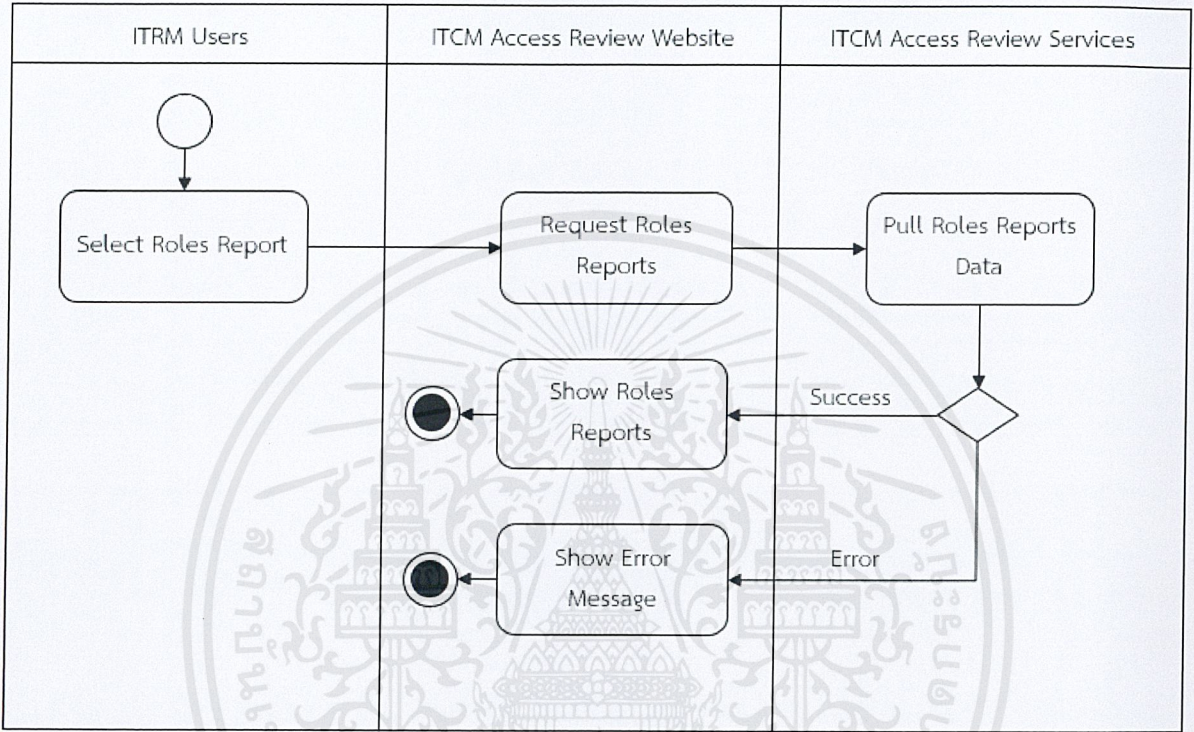 ITRM Users
ITCM Access Review Website
ITCM Access Review Services
Select Roles Report
Request Roles
Reports
Pull Roles Reports
Data
Show Roles
Reports
Success
Show Error
Message
Error